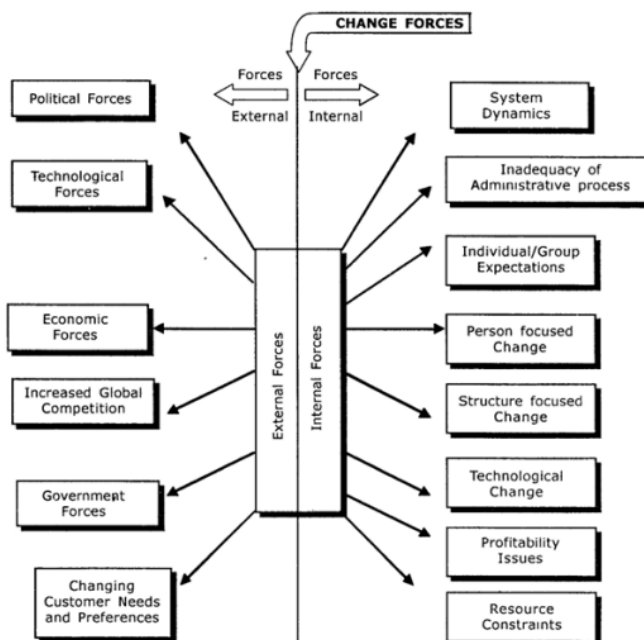 CHANGE FORCES
Forces
External
Forces
Internal
Political Forces
Technological
Forces
Economic
Forces
Increased Global
Competition
Government
Forces
Changing
Customer Needs
and Preferences
External Forces
Internal Forces
System
Dynamics
Inadequacy of
Administrative process
Individual/Group
Expectations
Person focused
Change
Structure focused
Change
Technological
Change
Profitability
Issues
Resource
Constraints